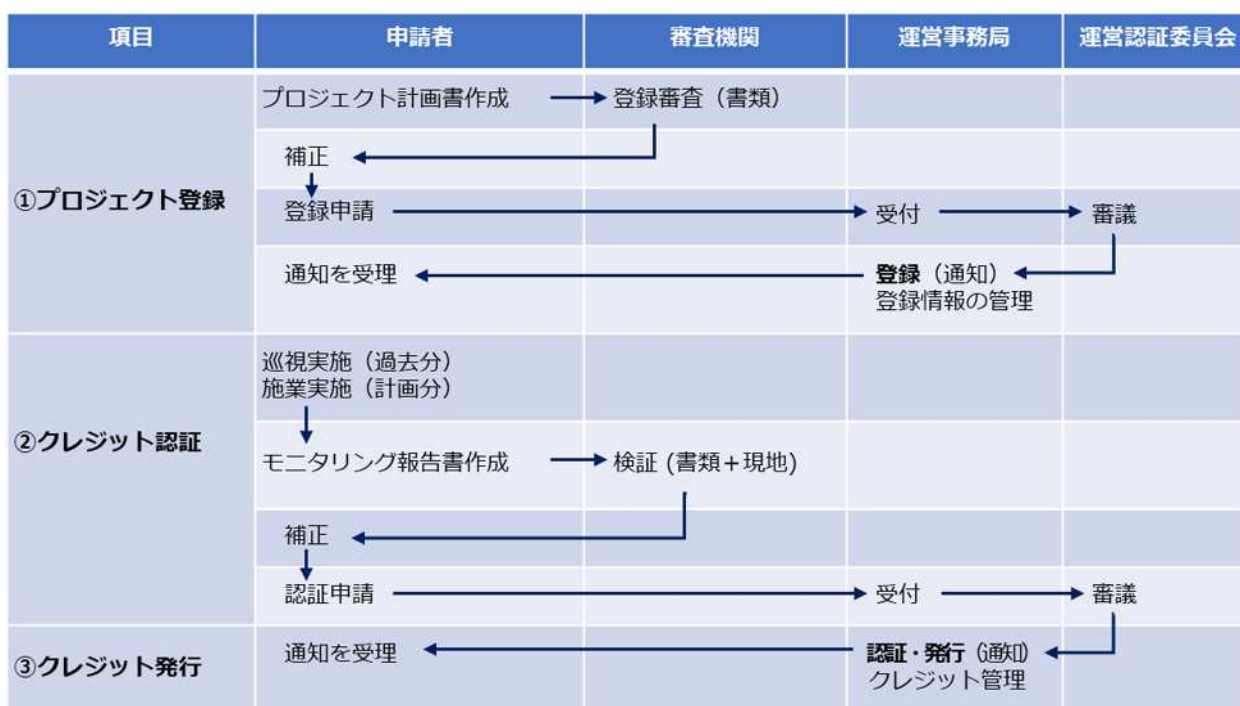 項目 申請者 審査機関 運営事務局 運営認証委員会
プロジェクト計画書作成 登録審査（書類）
補正
①プロジェクト登録
登録申請 受付 審議
通知を受理 登録（通知）
登録情報の管理
巡視実施（過去分）
施業実施（計画分）
②クレジット認証
モニタリング報告書作成 検証 (書類＋現地)
補正
認証申請 受付 審議
③クレジット発行
通知を受理 認証・発行（通知）
クレジット管理